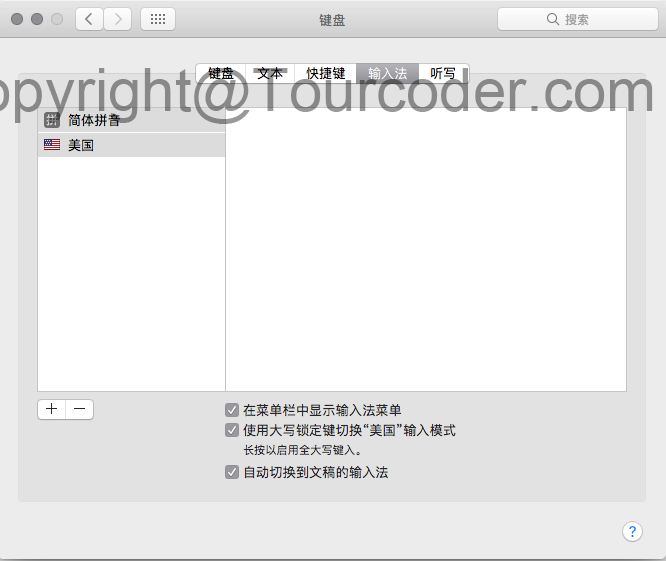 键盘
搜索
键盘 文本 快捷键 输入法 听写
opyright@Tourcoder.com
拼 简体拼音
美国
+ −
在菜单栏中显示输入法菜单
使用大写锁定键切换“美国”输入模式
长按以启用全大写键入。
自动切换到文稿的输入法
?